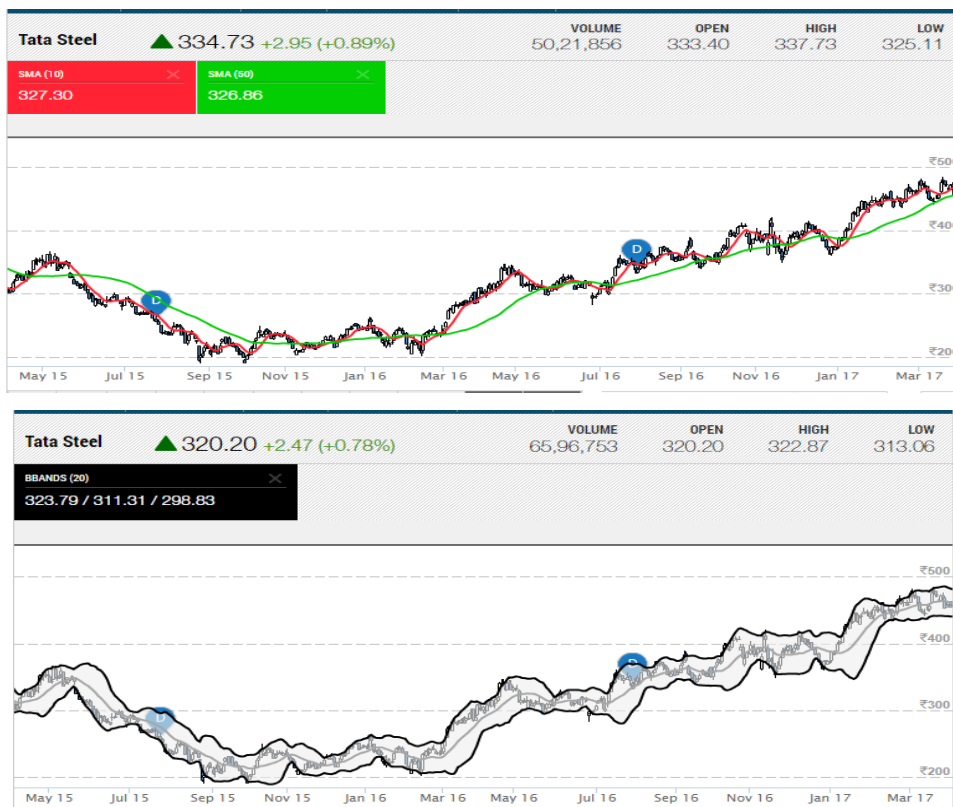 Tata Steel ▲ 334.73 +2.95 (+0.89%) VOLUME OPEN HIGH LOW
50,21,856 333.40 337.73 325.11
SMA (10) × SMA (50) ×
327.30 326.86
₹500
₹400
D
₹300
D
₹200
May 15 Jul 15 Sep 15 Nov 15 Jan 16 Mar 16 May 16 Jul 16 Sep 16 Nov 16 Jan 17 Mar 17
Tata Steel ▲ 320.20 +2.47 (+0.78%) VOLUME OPEN HIGH LOW
65,96,753 320.20 322.87 313.06
BBANDS (20) ×
323.79 / 311.31 / 298.83
₹500
₹400
D
₹300
D
₹200
May 15 Jul 15 Sep 15 Nov 15 Jan 16 Mar 16 May 16 Jul 16 Sep 16 Nov 16 Jan 17 Mar 17